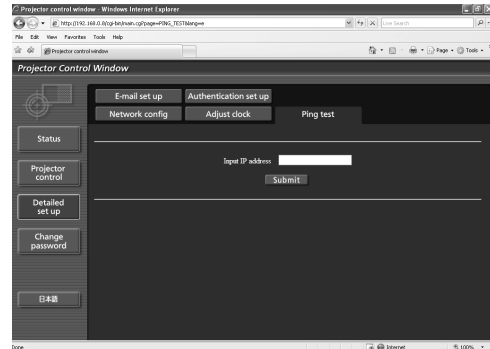 Projector control window - Windows Internet Explorer
http://192.168.0.8/cgi-bin/main.cgi?page=PING_TEST&lang=e
Live Search
File Edit View Favorites Tools Help
Projector control window
Page Tools
Projector Control Window
E-mail set up
Authentication set up
Network config
Adjust clock
Ping test
Status
Input IP address
Submit
Projector
control
Detailed
set up
Change
password
日本語
Done
Internet
100%